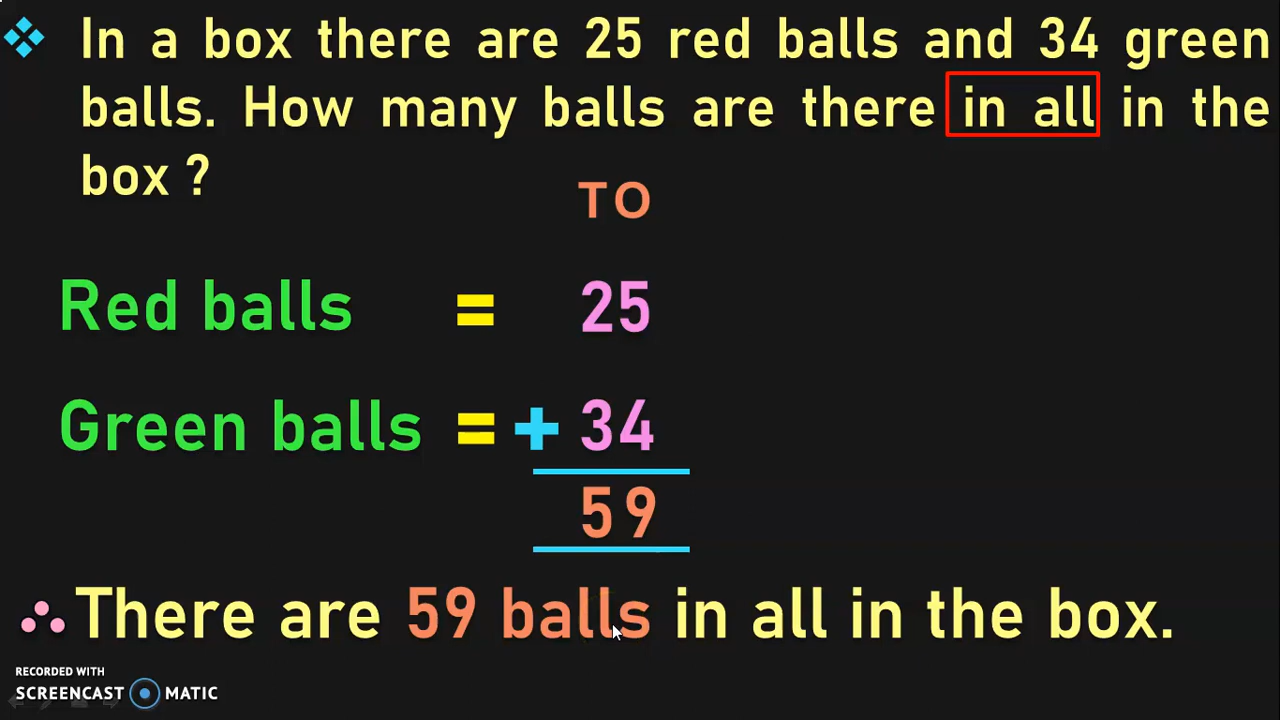 In a box there are 25 red balls and 34 green
balls. How many balls are there in all in the
box ?
T O
Red balls = 25
Green balls = + 34
59
∴ There are 59 balls in all in the box.
RECORDED WITH
SCREENCAST MATIC